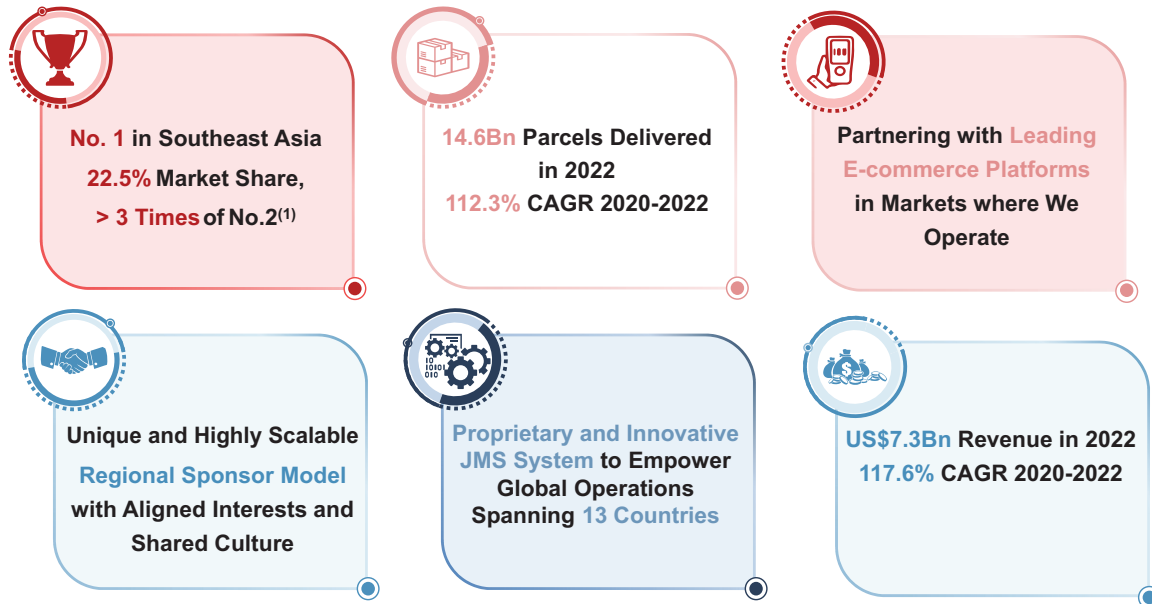 No. 1 in Southeast Asia
22.5% Market Share,
> 3 Times of No.2(1)
14.6Bn Parcels Delivered
in 2022
112.3% CAGR 2020-2022
Partnering with Leading
E-commerce Platforms
in Markets where We
Operate
Unique and Highly Scalable
Regional Sponsor Model
with Aligned Interests and
Shared Culture
10
10101
010
Proprietary and Innovative
JMS System to Empower
Global Operations
Spanning 13 Countries
$
US$7.3Bn Revenue in 2022
117.6% CAGR 2020-2022